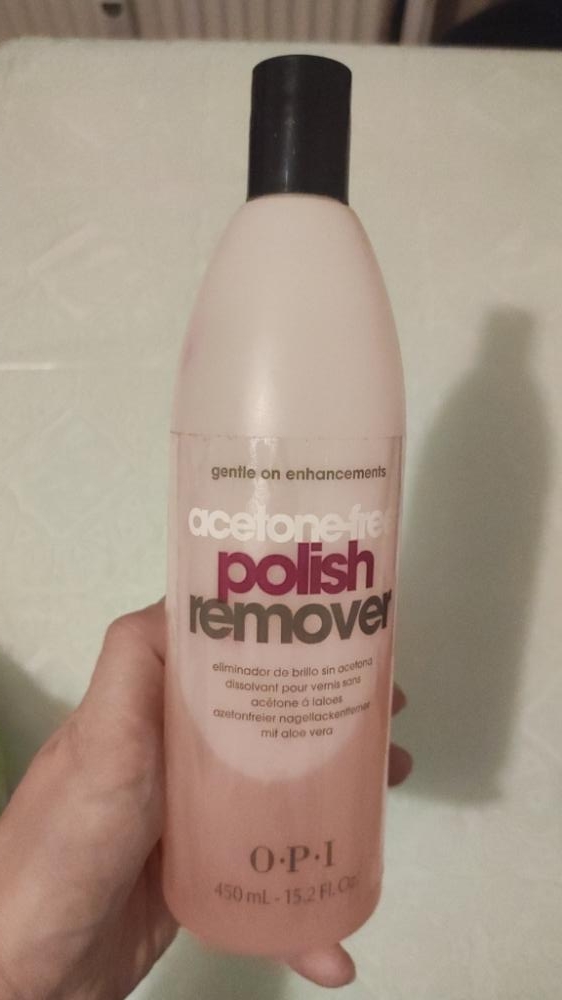 gentle on enhancements
acetone-free
polish
remover
eliminador de brillo sin acetona
dissolvant pour vernis sans
acétone á laloes
azetonfreier nagellackentferner
mit aloe vera
O·P·I
450 mL - 15.2 Fl. Oz.